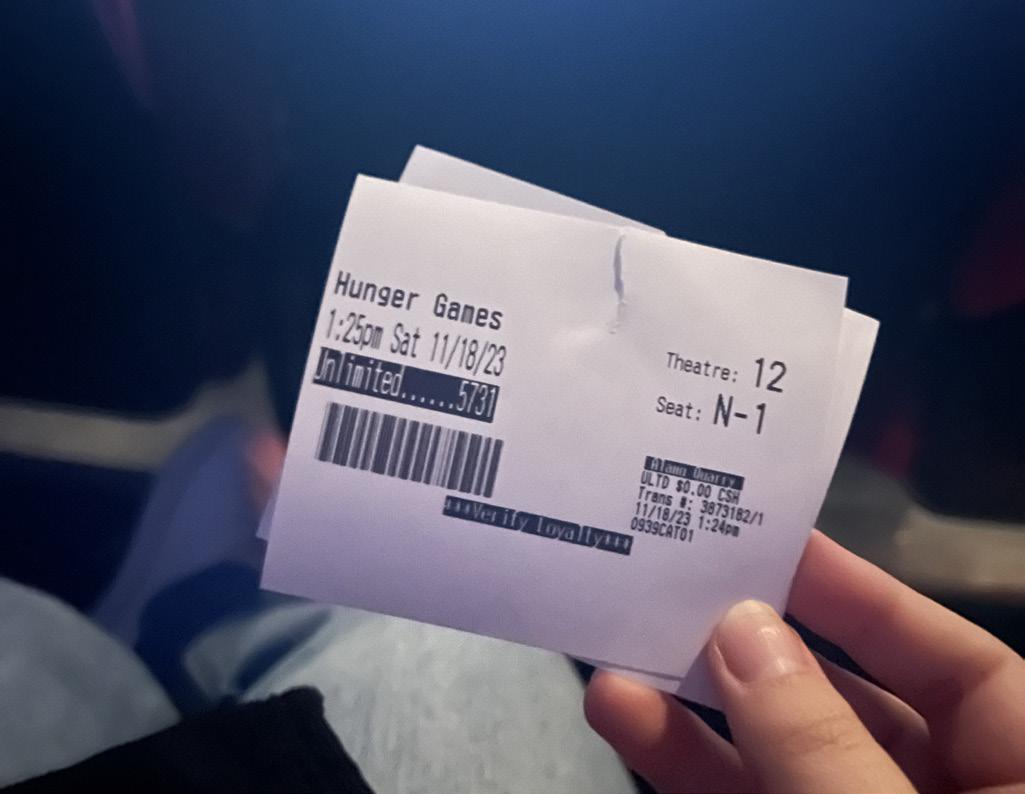 Hunger Games
1:25pm Sat 11/18/23
Unlimited......5731
***Verify Loyalty***
Theatre: 12
Seat: N-1
Alamo Quarry
ULTD $0.00 CSH
Trans #: 3873182/1
11/18/23 1:24pm
0939CAT01